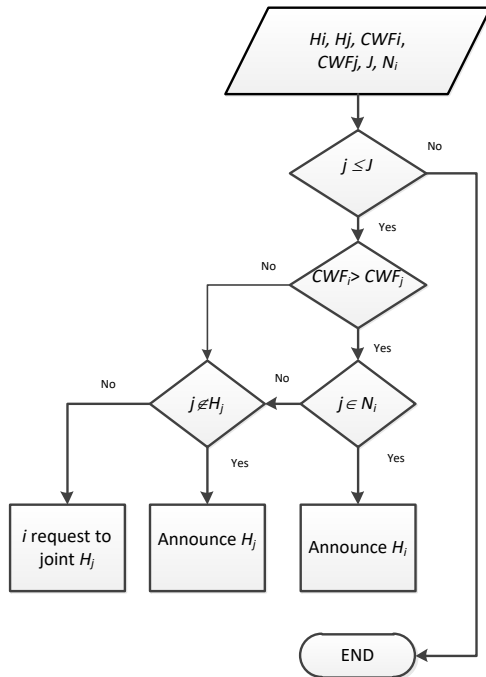 Hi, Hj, CWFi,
CWFj, J, Ni
j ≤ J
No
Yes
CWFi> CWFj
No
Yes
j ∉ Hj
No
j ∈ Ni
No
Yes
Yes
i request to
joint Hj
Announce Hj
Announce Hi
END